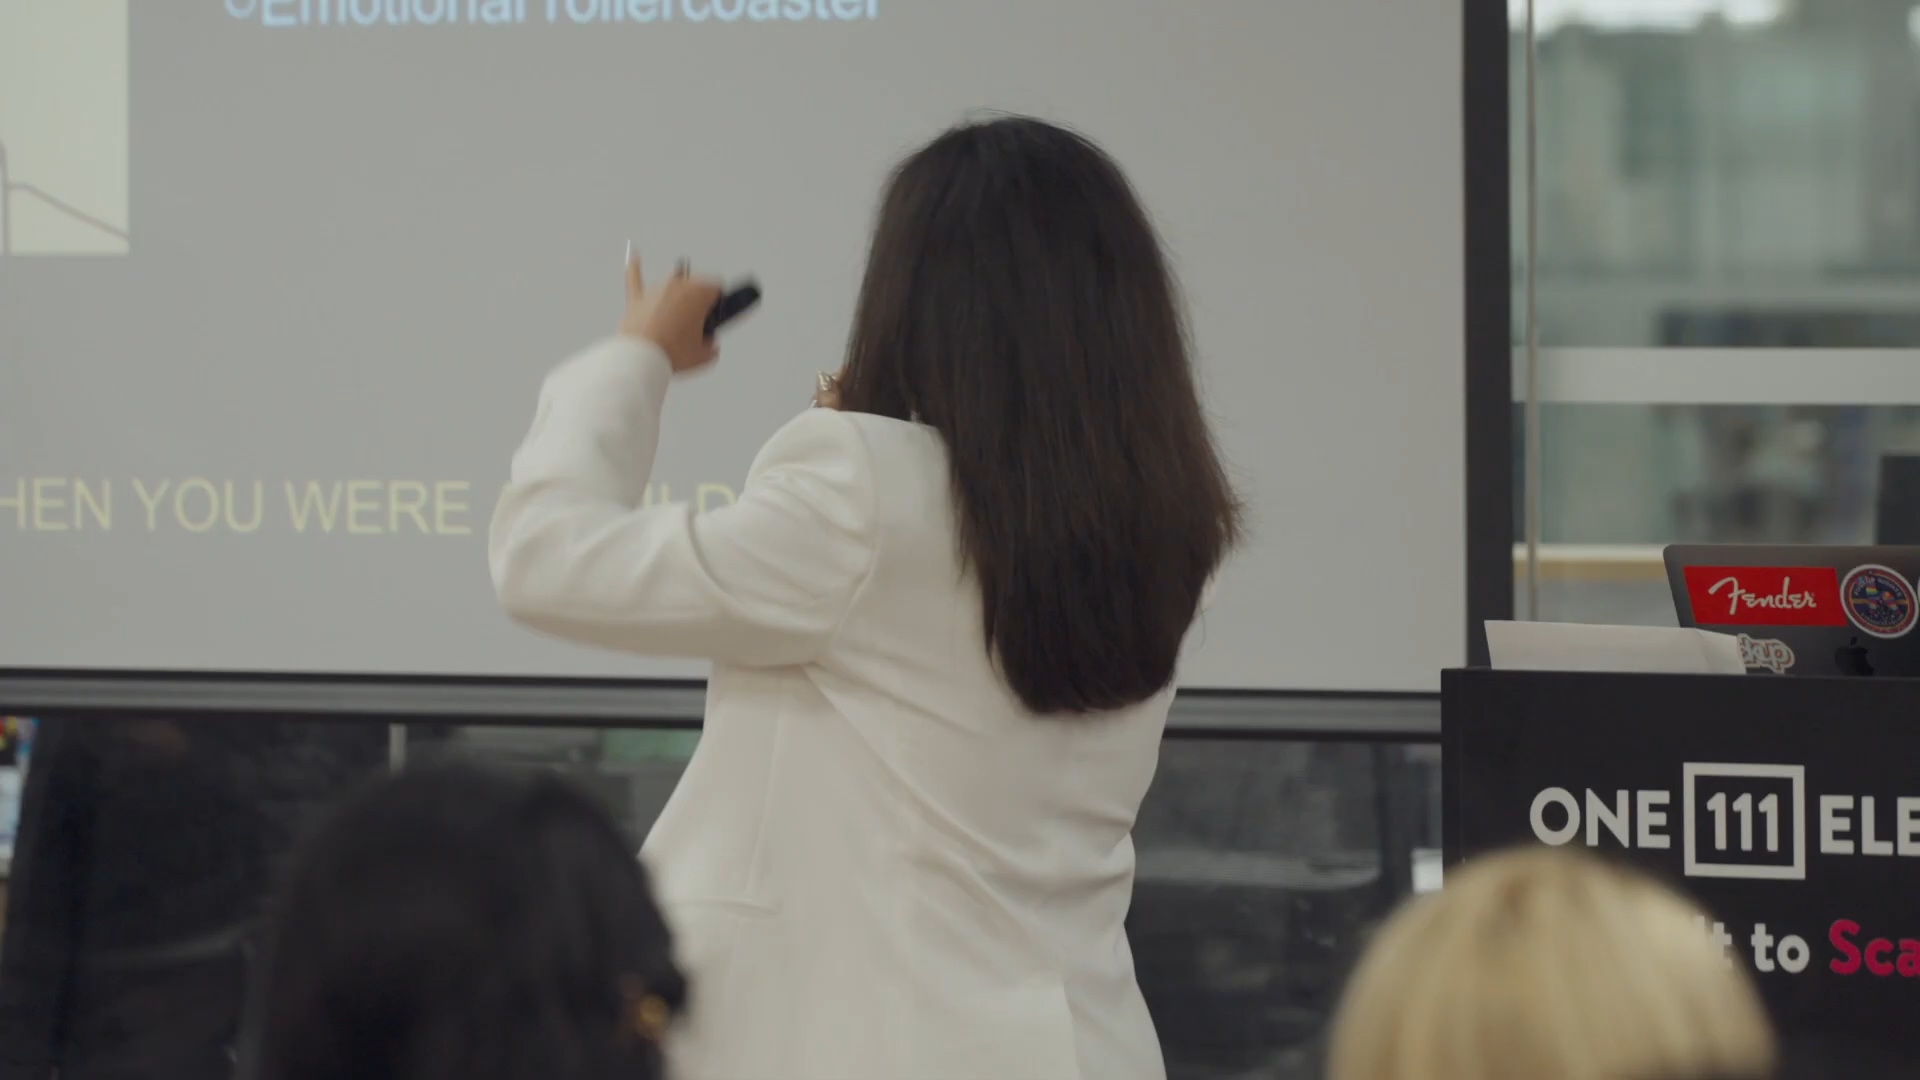 Emotional rollercoaster
HEN YOU WERE
Fender
ONE 111 ELE
to Sca